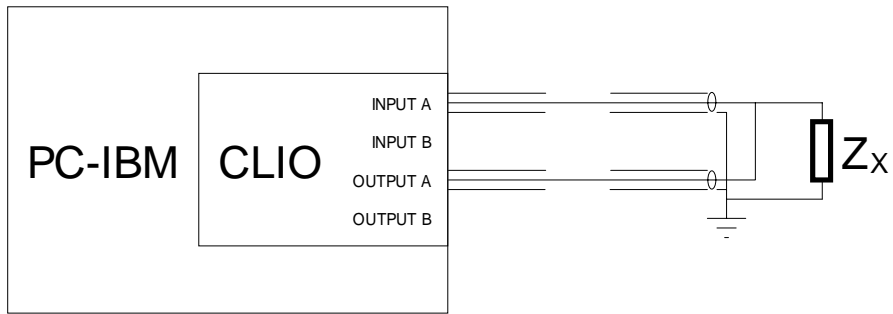 INPUT A
INPUT B
PC-IBM CLIO
OUTPUT A
OUTPUT B
ZX